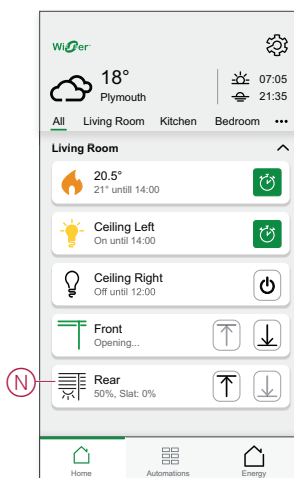 Wiser
18°
Plymouth
07:05
21:35
All Living Room Kitchen Bedroom •••
Living Room
20.5°
21° untill 14:00
Ceiling Left
On until 14:00
Ceiling Right
Off until 12:00
Front
Opening...
N
Rear
50%, Slat: 0%
Home Automations Energy